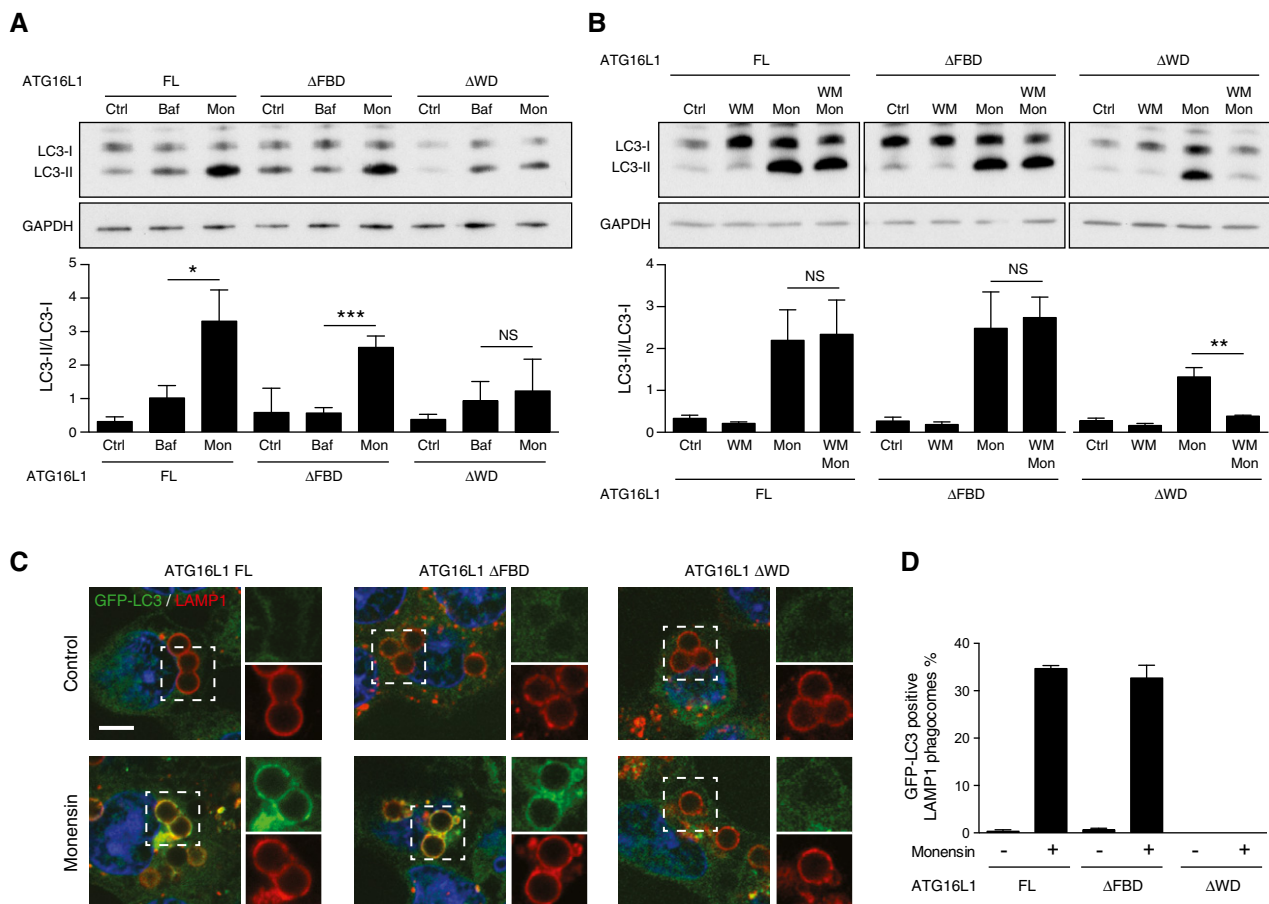 A
ATG16L1 FL ΔFBD ΔWD
Ctrl Baf Mon Ctrl Baf Mon Ctrl Baf Mon
LC3-I
LC3-II
GAPDH
LC3-II/LC3-I
5
4
3
2
1
0
* *** NS
Ctrl Baf Mon Ctrl Baf Mon Ctrl Baf Mon
ATG16L1 FL ΔFBD ΔWD
B
ATG16L1 FL ΔFBD ΔWD
Ctrl WM Mon WM Mon Ctrl WM Mon WM Mon Ctrl WM Mon WM Mon
LC3-I
LC3-II
GAPDH
LC3-II/LC3-I
4
3
2
1
0
NS NS **
Ctrl WM Mon WM Mon Ctrl WM Mon WM Mon Ctrl WM Mon WM Mon
ATG16L1 FL ΔFBD ΔWD
C
ATG16L1 FL ATG16L1 ΔFBD ATG16L1 ΔWD
GFP-LC3 / LAMP1
Control
Monensin
D
GFP-LC3 positive
LAMP1 phagocomes %
40
30
20
10
0
Monensin - + - + - +
ATG16L1 FL ΔFBD ΔWD